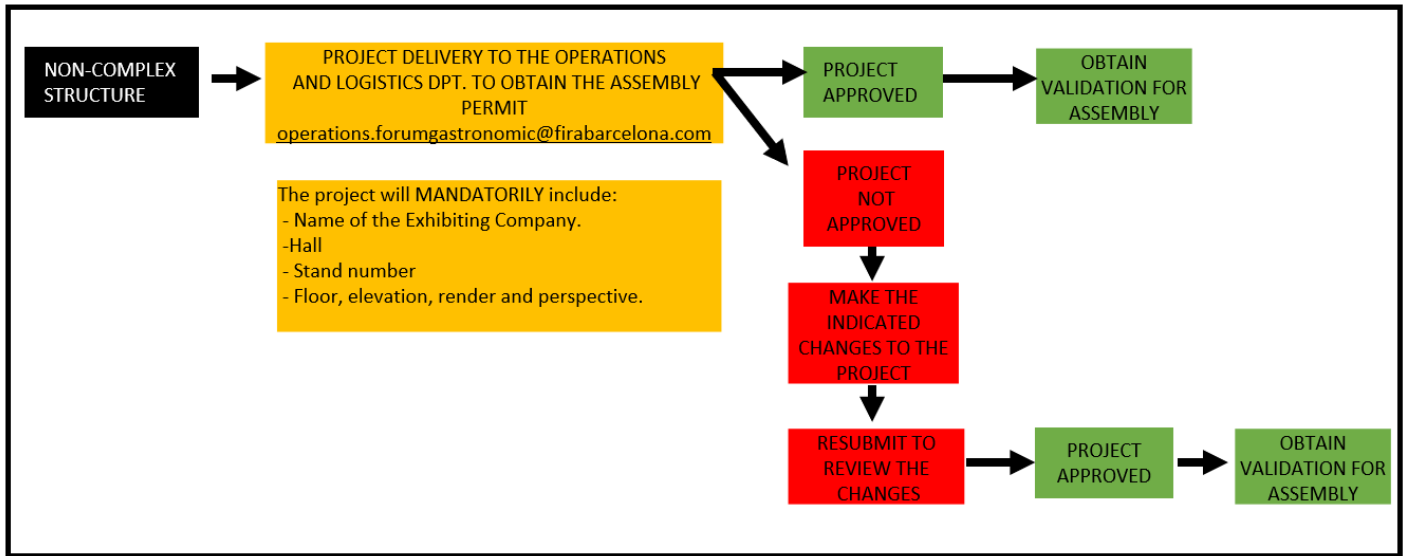 NON-COMPLEX
STRUCTURE
PROJECT DELIVERY TO THE OPERATIONS
AND LOGISTICS DPT. TO OBTAIN THE ASSEMBLY
PERMIT
operations.forumgastronomic@firabarcelona.com
The project will MANDATORILY include:
- Name of the Exhibiting Company.
-Hall
- Stand number
- Floor, elevation, render and perspective.
PROJECT
APPROVED
OBTAIN
VALIDATION FOR
ASSEMBLY
PROJECT
NOT
APPROVED
MAKE THE
INDICATED
CHANGES TO THE
PROJECT
RESUBMIT TO
REVIEW THE
CHANGES
PROJECT
APPROVED
OBTAIN
VALIDATION FOR
ASSEMBLY